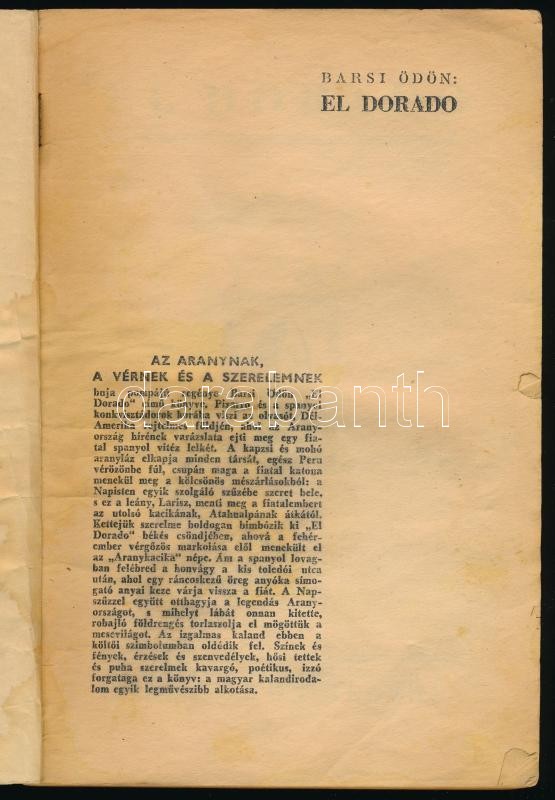 BARSI ÖDÖN:
EL DORADO
AZ ARANYNAK,
A VÉRNEK ÉS A SZERELEMNEK
buja pompájú regénye Barsi Ödön „El
Dorado" című könyve. Pizarro és a spanyol
konkvisztádorok korába viszi az olvasót, Dél-
Amerika rejtelmes földjén, ahol az Arany-
ország hírének varázslata ejti meg egy fia-
tal spanyol vitéz lelkét. A kapzsi és mohó
aranyláz elkapja minden társát, egész Peru
vérözönbe fúl, csupán maga a fiatal katona
menekül meg a kölcsönös mészárlásokból: a
Napisten egyik szolgáló szűzébe szeret bele,
s ez a leány, Larisz, menti meg a fiatalembert
az utolsó kacikának, Atahualpának átkától.
Kettejük szerelme boldogan bimbózik ki „El
Dorado" békés csöndjében, ahová a fehér-
ember vérgőzös markolása elől menekült el
az „Aranykacika" népe. Ám a spanyol lovag-
ban felébred a honvágy a kis toledói utca
után, ahol egy ráncoskezű öreg anyóka símo-
gató anyai keze várja vissza a fiát. A Nap-
szűzzel együtt otthagyja a legendás Arany-
országot, s mihelyt lábát onnan kitette,
robajló földrengés torlaszolja el mögöttük a
mesevilágot. Az izgalmas kaland ebben a
költői szimbolumban oldódik fel. Színek és
fények, érzések és szenvedélyek, hősi tettek
és puha szerelmek kavargó, poétikus, izzó
forgataga ez a könyv: a magyar kalandiroda-
lom egyik legművészibb alkotása.
darabanth